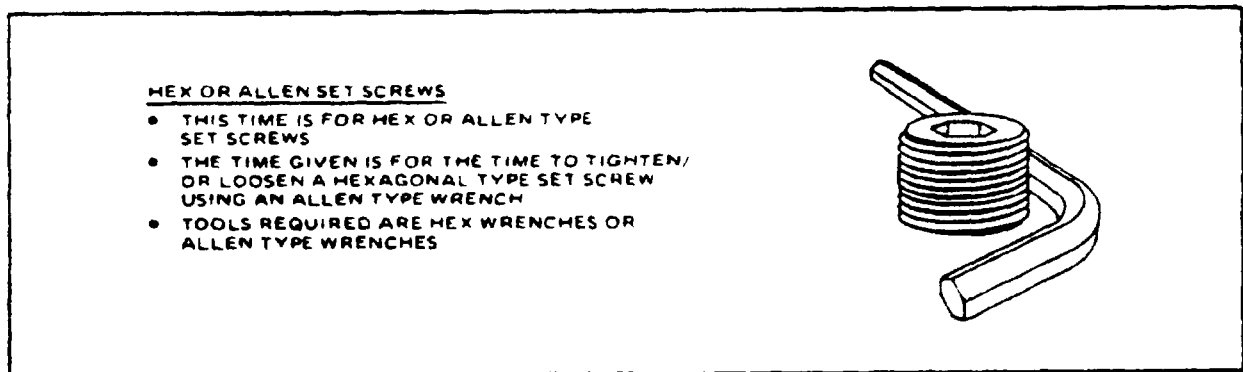 HEX OR ALLEN SET SCREWS
• THIS TIME IS FOR HEX OR ALLEN TYPE
SET SCREWS
• THE TIME GIVEN IS FOR THE TIME TO TIGHTEN/
OR LOOSEN A HEXAGONAL TYPE SET SCREW
USING AN ALLEN TYPE WRENCH
• TOOLS REQUIRED ARE HEX WRENCHES OR
ALLEN TYPE WRENCHES